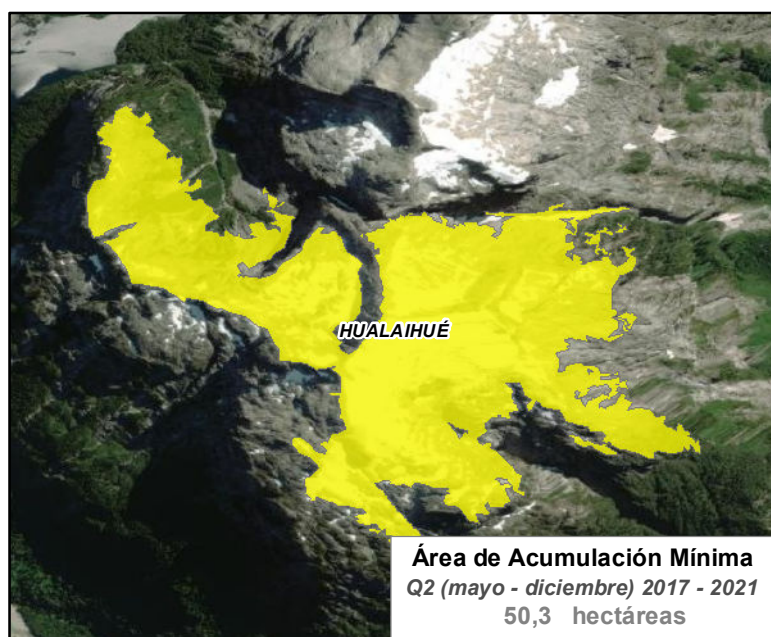 HUALAIHUÉ
Área de Acumulación Mínima
Q2 (mayo - diciembre) 2017 - 2021
50,3 hectáreas